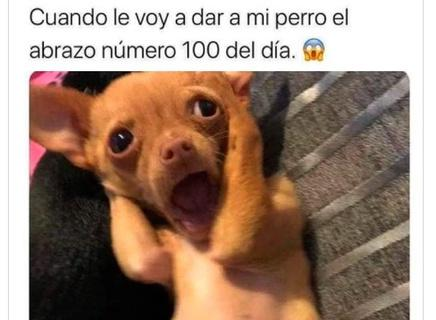 Cuando le voy a dar a mi perro el
abrazo número 100 del día. 😱